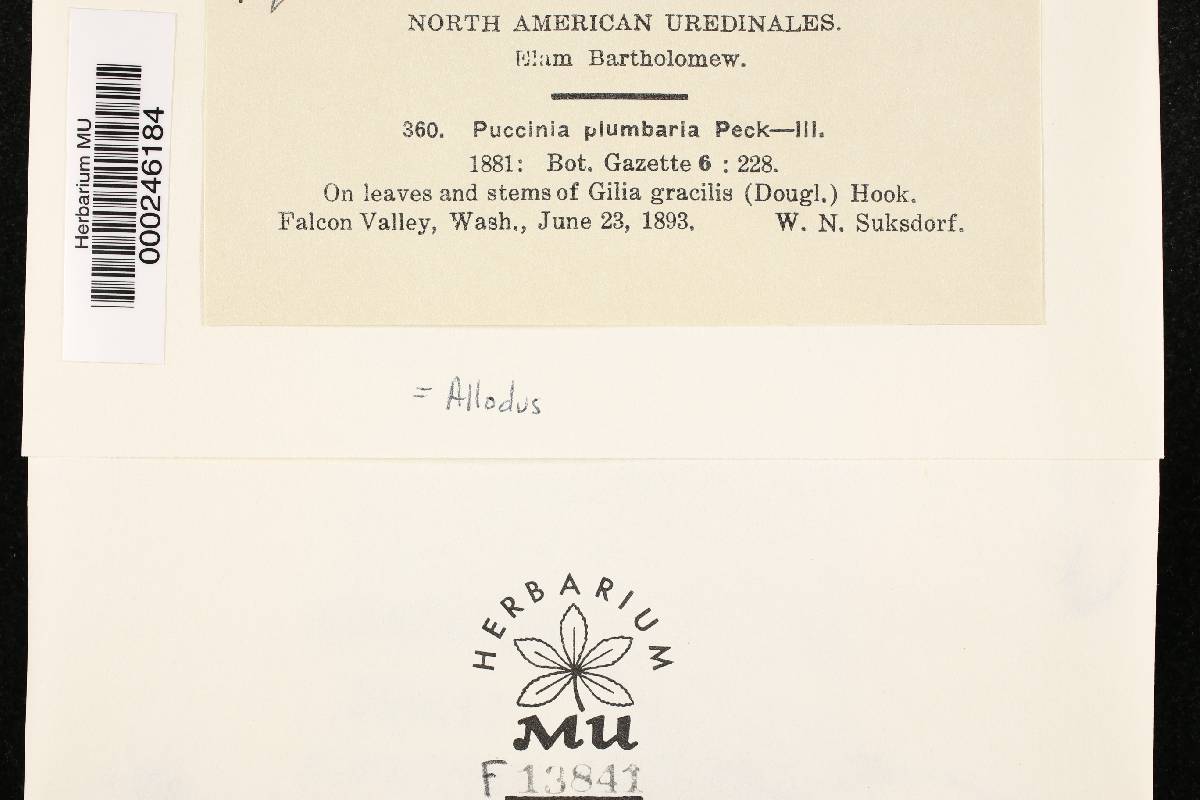 NORTH AMERICAN UREDINALES.
Elam Bartholomew.
360. Puccinia plumbaria Peck—III.
1881: Bot. Gazette 6 : 228.
On leaves and stems of Gilia gracilis (Dougl.) Hook.
Falcon Valley, Wash., June 23, 1893. W. N. Suksdorf.
Herbarium MU
000246184
= Allodus
HERBARIUM
MU
F 13841